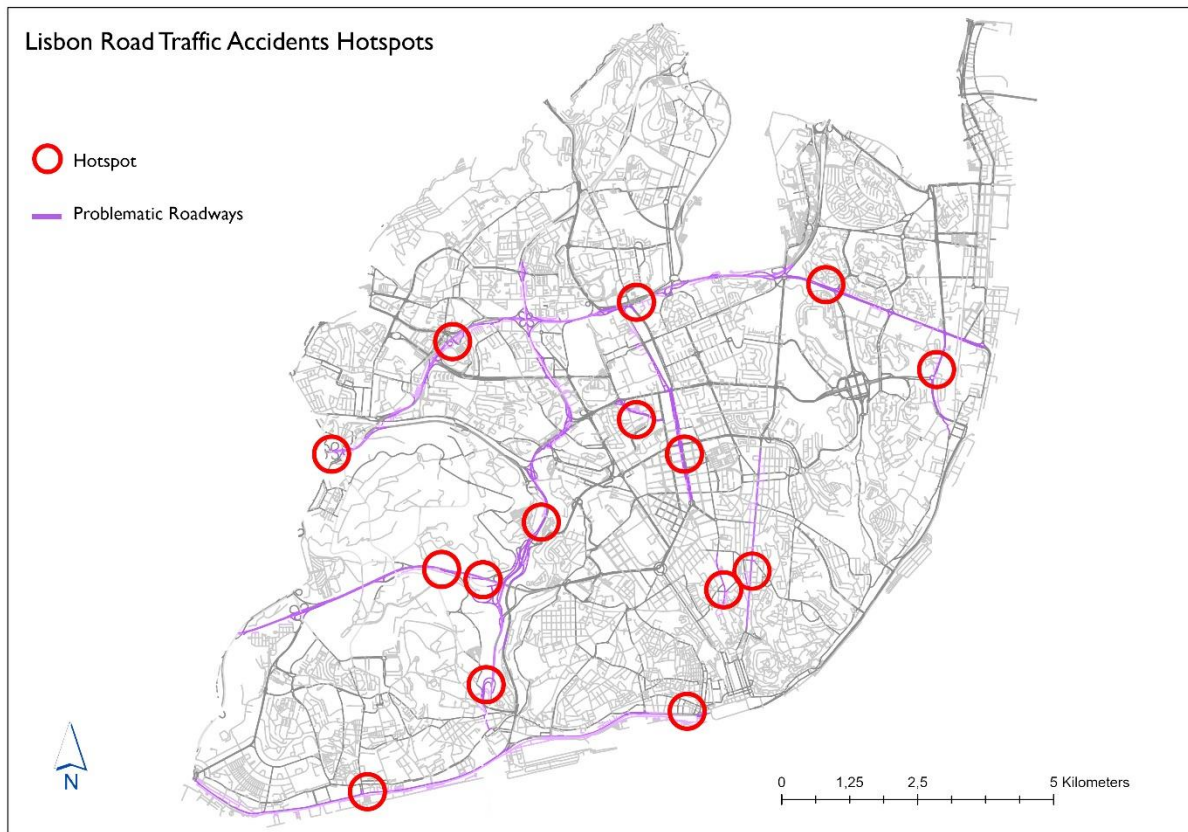 Lisbon Road Traffic Accidents Hotspots
Hotspot
Problematic Roadways
N
0 1,25 2,5 5 Kilometers